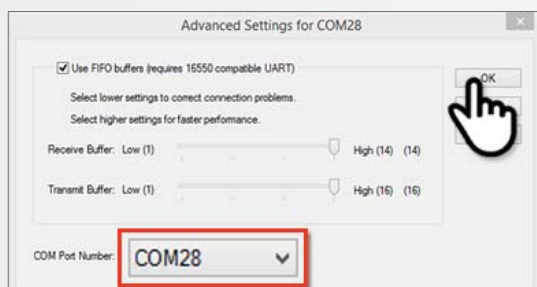 Advanced Settings for COM28
Use FIFO buffers (requires 16550 compatible UART)
OK
Select lower settings to correct connection problems.
Select higher settings for faster performance.
Receive Buffer: Low (1) High (14) (14)
Transmit Buffer: Low (1) High (16) (16)
COM Port Number: COM28